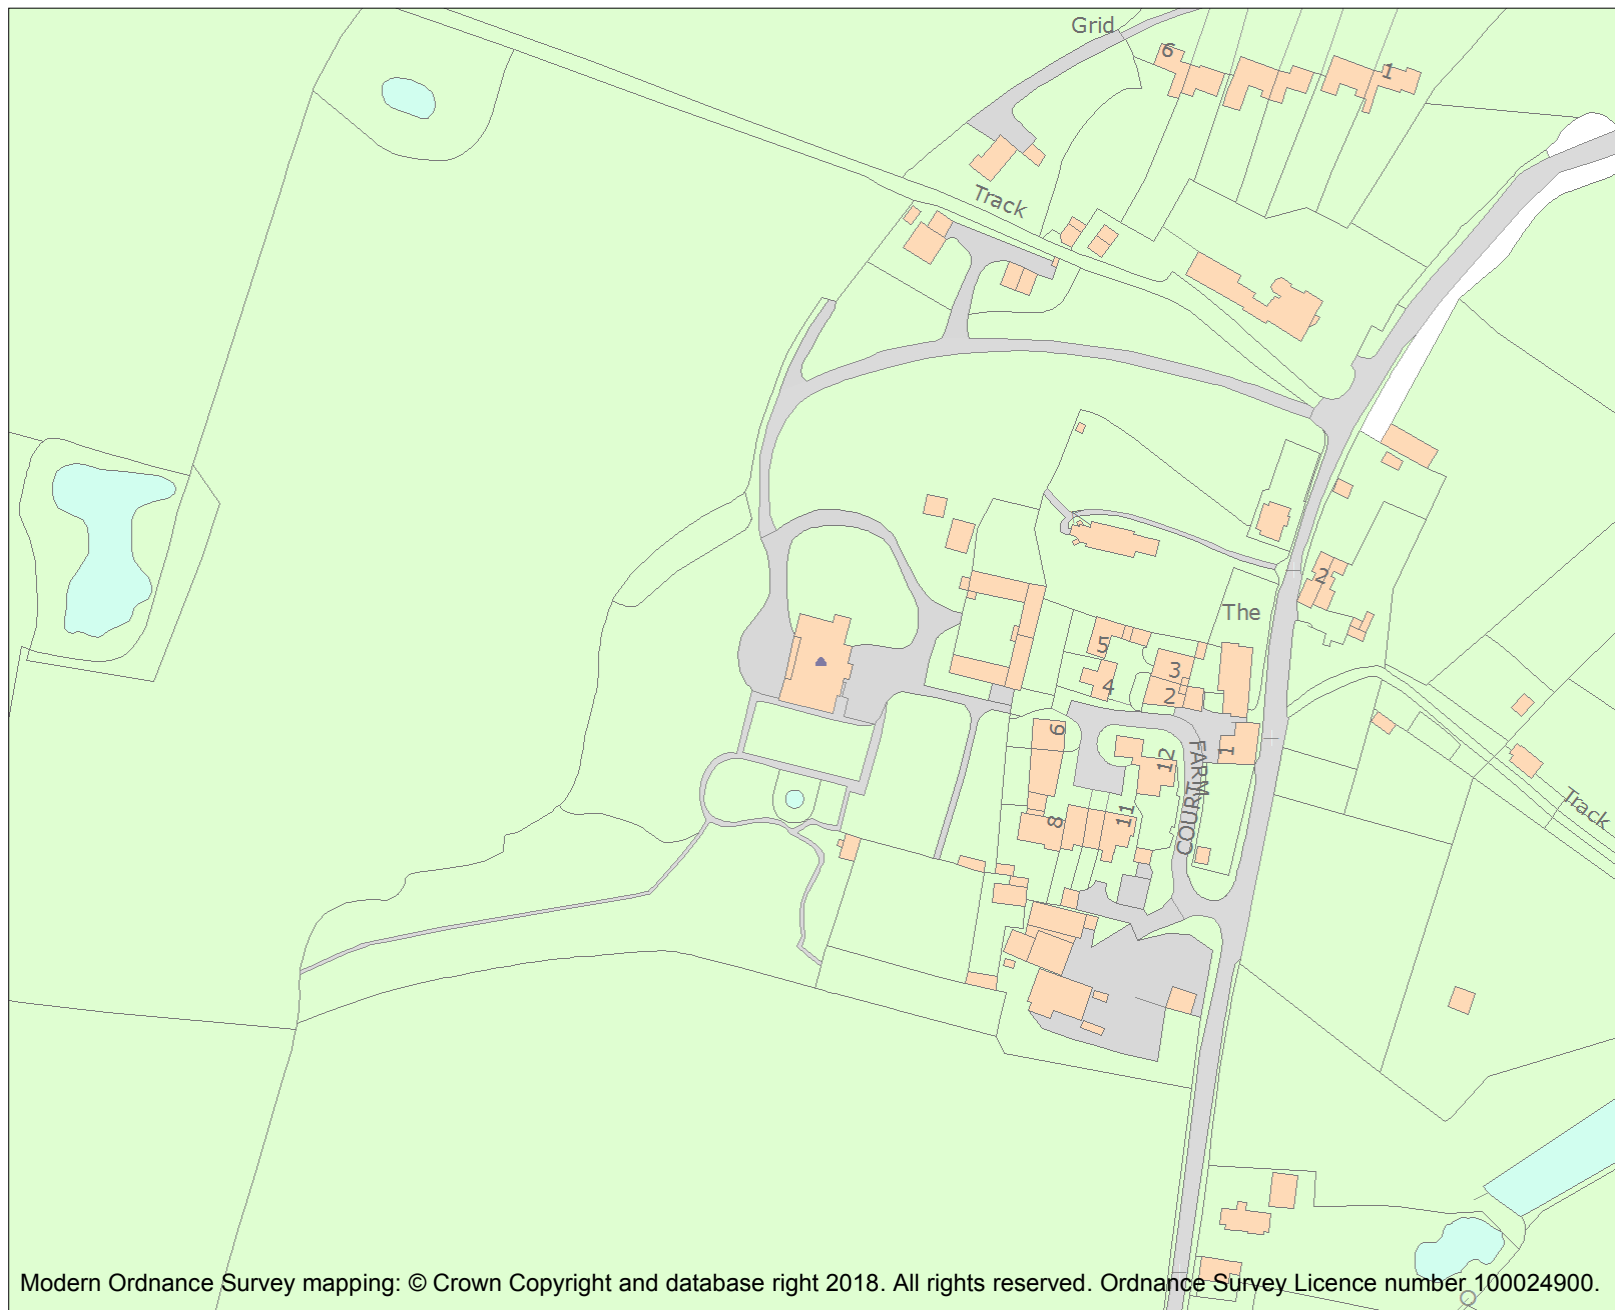 Grid
6
1
Track
2
The
5
3
4
2
6
12
1
FARM
COURT
11
8
Track
Modern Ordnance Survey mapping: © Crown Copyright and database right 2018. All rights reserved. Ordnance Survey Licence number 100024900.